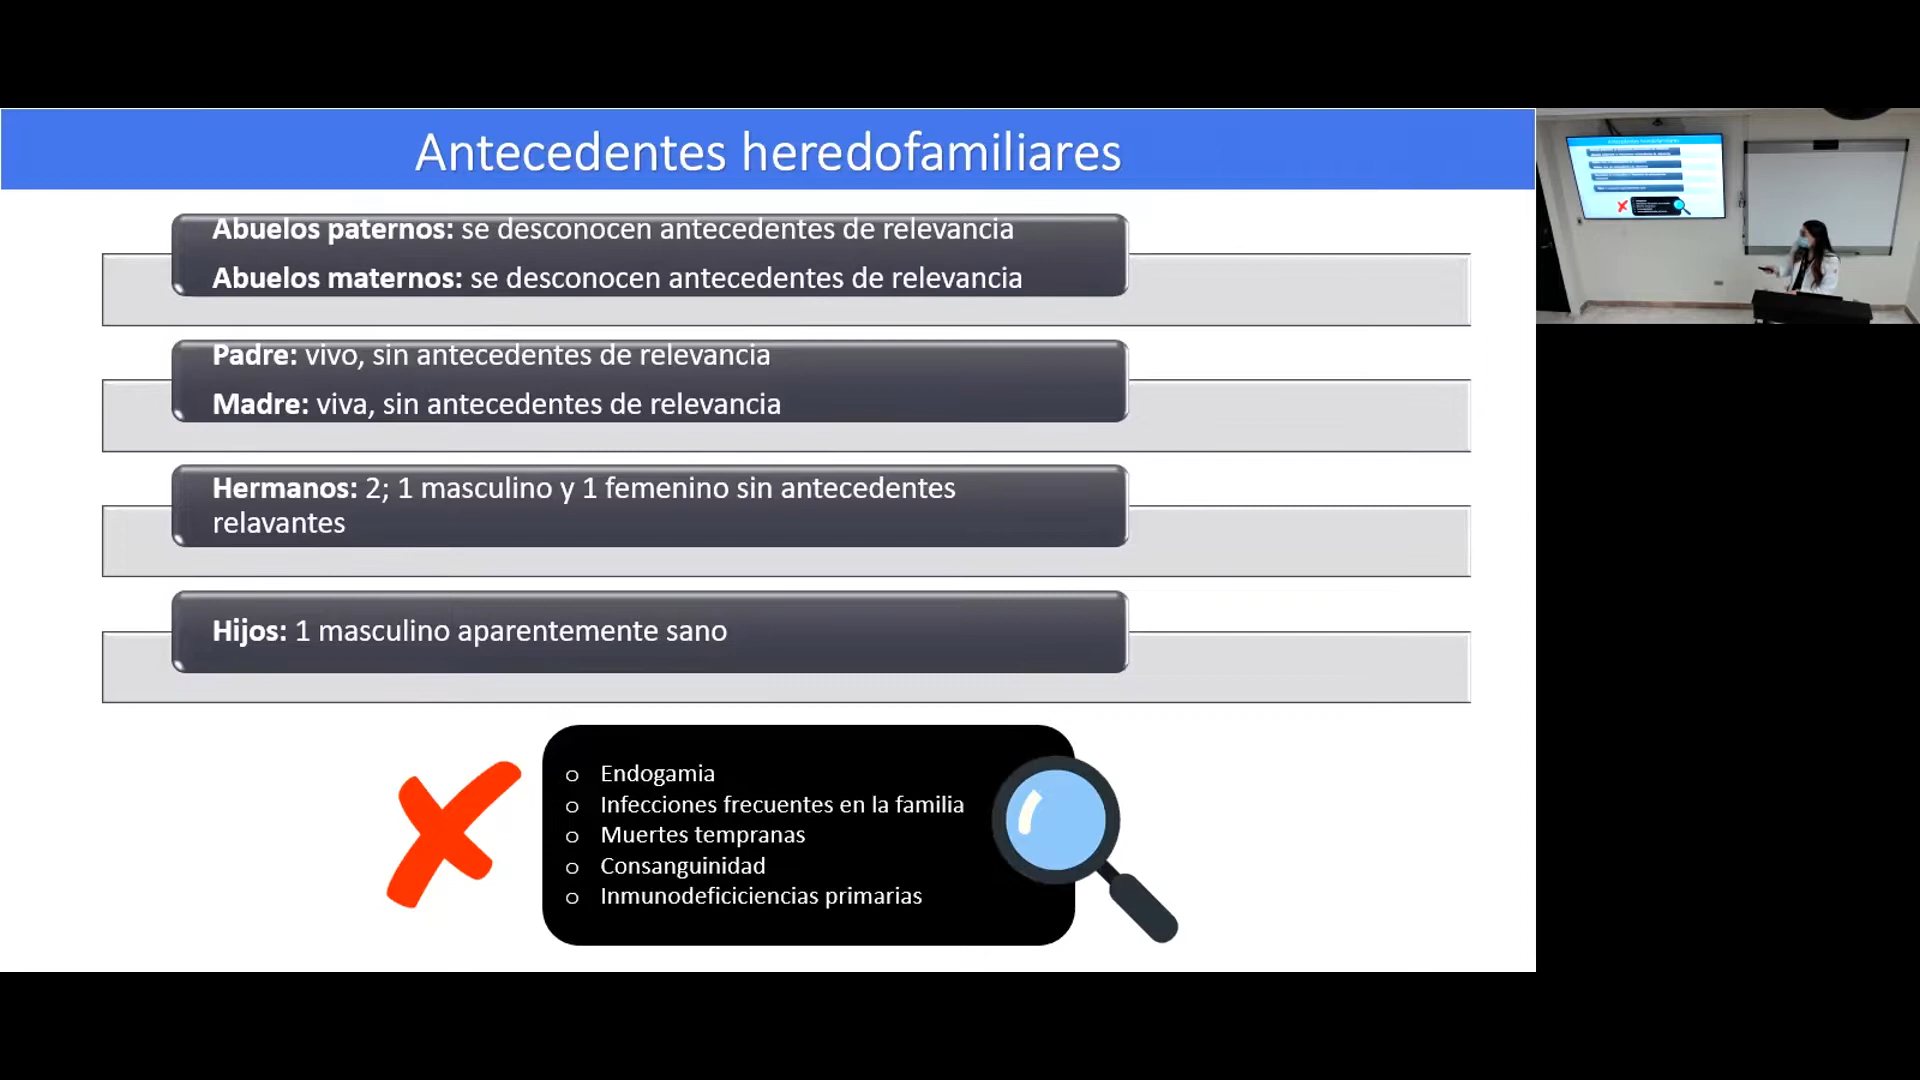 Antecedentes heredofamiliares
Abuelos paternos: se desconocen antecedentes de relevancia
Abuelos maternos: se desconocen antecedentes de relevancia
Padre: vivo, sin antecedentes de relevancia
Madre: viva, sin antecedentes de relevancia
Hermanos: 2; 1 masculino y 1 femenino sin antecedentes
relavantes
Hijos: 1 masculino aparentemente sano
o Endogamia
o Infecciones frecuentes en la familia
o Muertes tempranas
o Consanguinidad
o Inmunodeficiciencias primarias